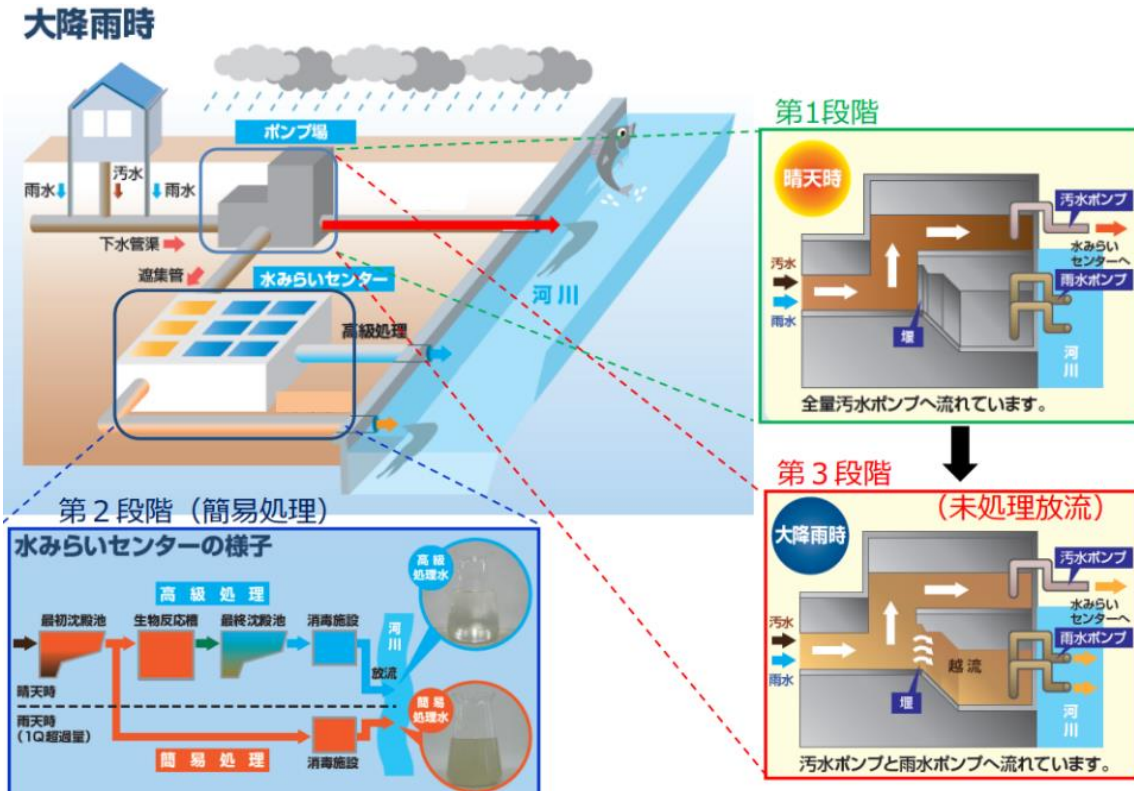 大降雨時
ポンプ場
雨水
汚水
雨水
下水管渠
遮集管
水みらいセンター
高級処理
河川
第1段階
晴天時
汚水ポンプ
水みらい
センターへ
雨水ポンプ
汚水
雨水
堰
河川
全量汚水ポンプへ流れています。
第2段階（簡易処理）
水みらいセンターの様子
高級処理
最初沈殿池
生物反応槽
最終沈殿池
消毒施設
河川
放流
高級
処理水
晴天時
雨天時
(1Q超過量)
簡易処理
消毒施設
簡易
処理水
第３段階
(未処理放流)
大降雨時
汚水ポンプ
水みらい
センターへ
雨水ポンプ
汚水
雨水
越流
堰
河川
汚水ポンプと雨水ポンプへ流れています。